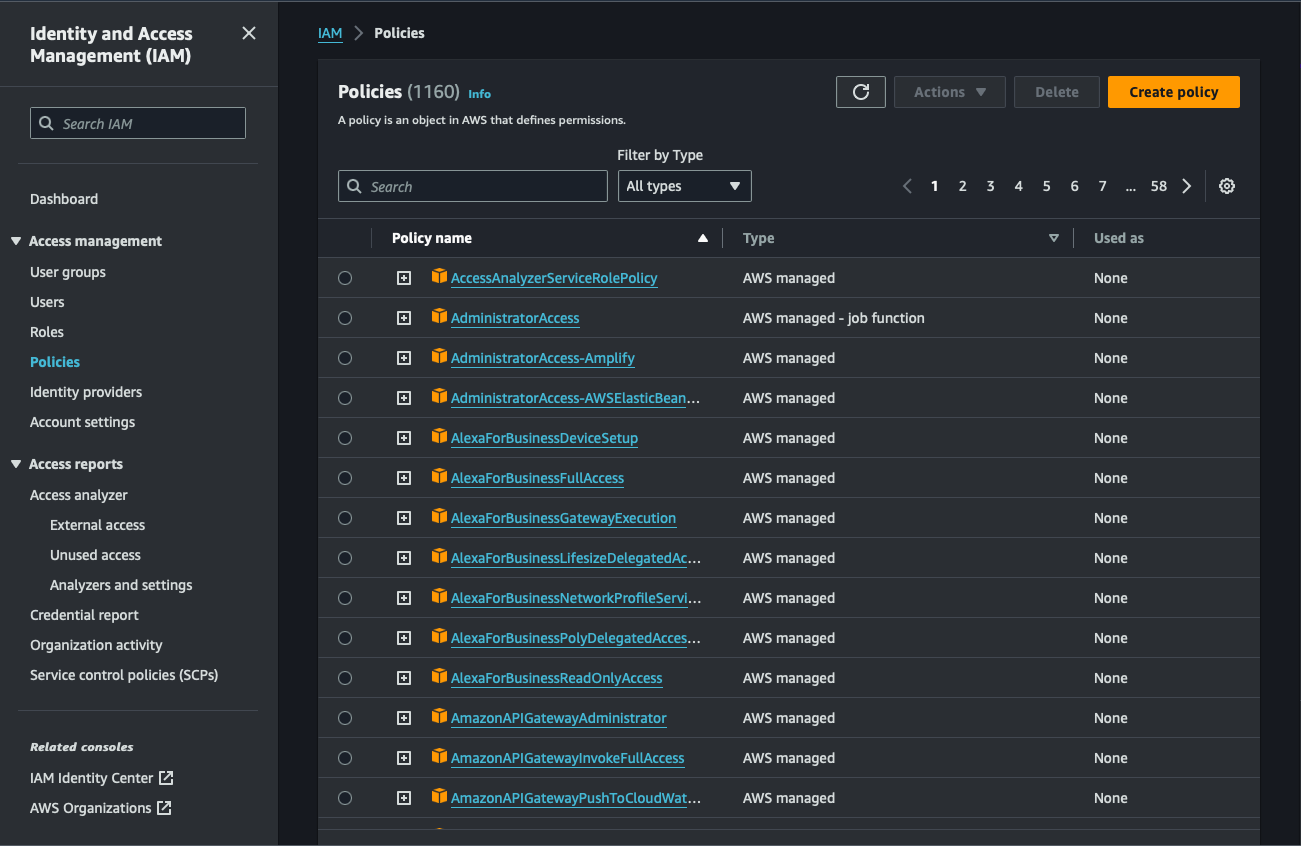 Identity and Access
Management (IAM)
Search IAM
Dashboard
Access management
User groups
Users
Roles
Policies
Identity providers
Account settings
Access reports
Access analyzer
External access
Unused access
Analyzers and settings
Credential report
Organization activity
Service control policies (SCPs)
Related consoles
IAM Identity Center
AWS Organizations
IAM > Policies
Policies (1160) Info
A policy is an object in AWS that defines permissions.
Actions Delete Create policy
Filter by Type
Search All types 1 2 3 4 5 6 7 ... 58
Policy name Type Used as
AccessAnalyzerServiceRolePolicy AWS managed None
AdministratorAccess AWS managed - job function None
AdministratorAccess-Amplify AWS managed None
AdministratorAccess-AWSElasticBean... AWS managed None
AlexaForBusinessDeviceSetup AWS managed None
AlexaForBusinessFullAccess AWS managed None
AlexaForBusinessGatewayExecution AWS managed None
AlexaForBusinessLifesizeDelegatedAc... AWS managed None
AlexaForBusinessNetworkProfileServi... AWS managed None
AlexaForBusinessPolyDelegatedAcces... AWS managed None
AlexaForBusinessReadOnlyAccess AWS managed None
AmazonAPIGatewayAdministrator AWS managed None
AmazonAPIGatewayInvokeFullAccess AWS managed None
AmazonAPIGatewayPushToCloudWat... AWS managed None